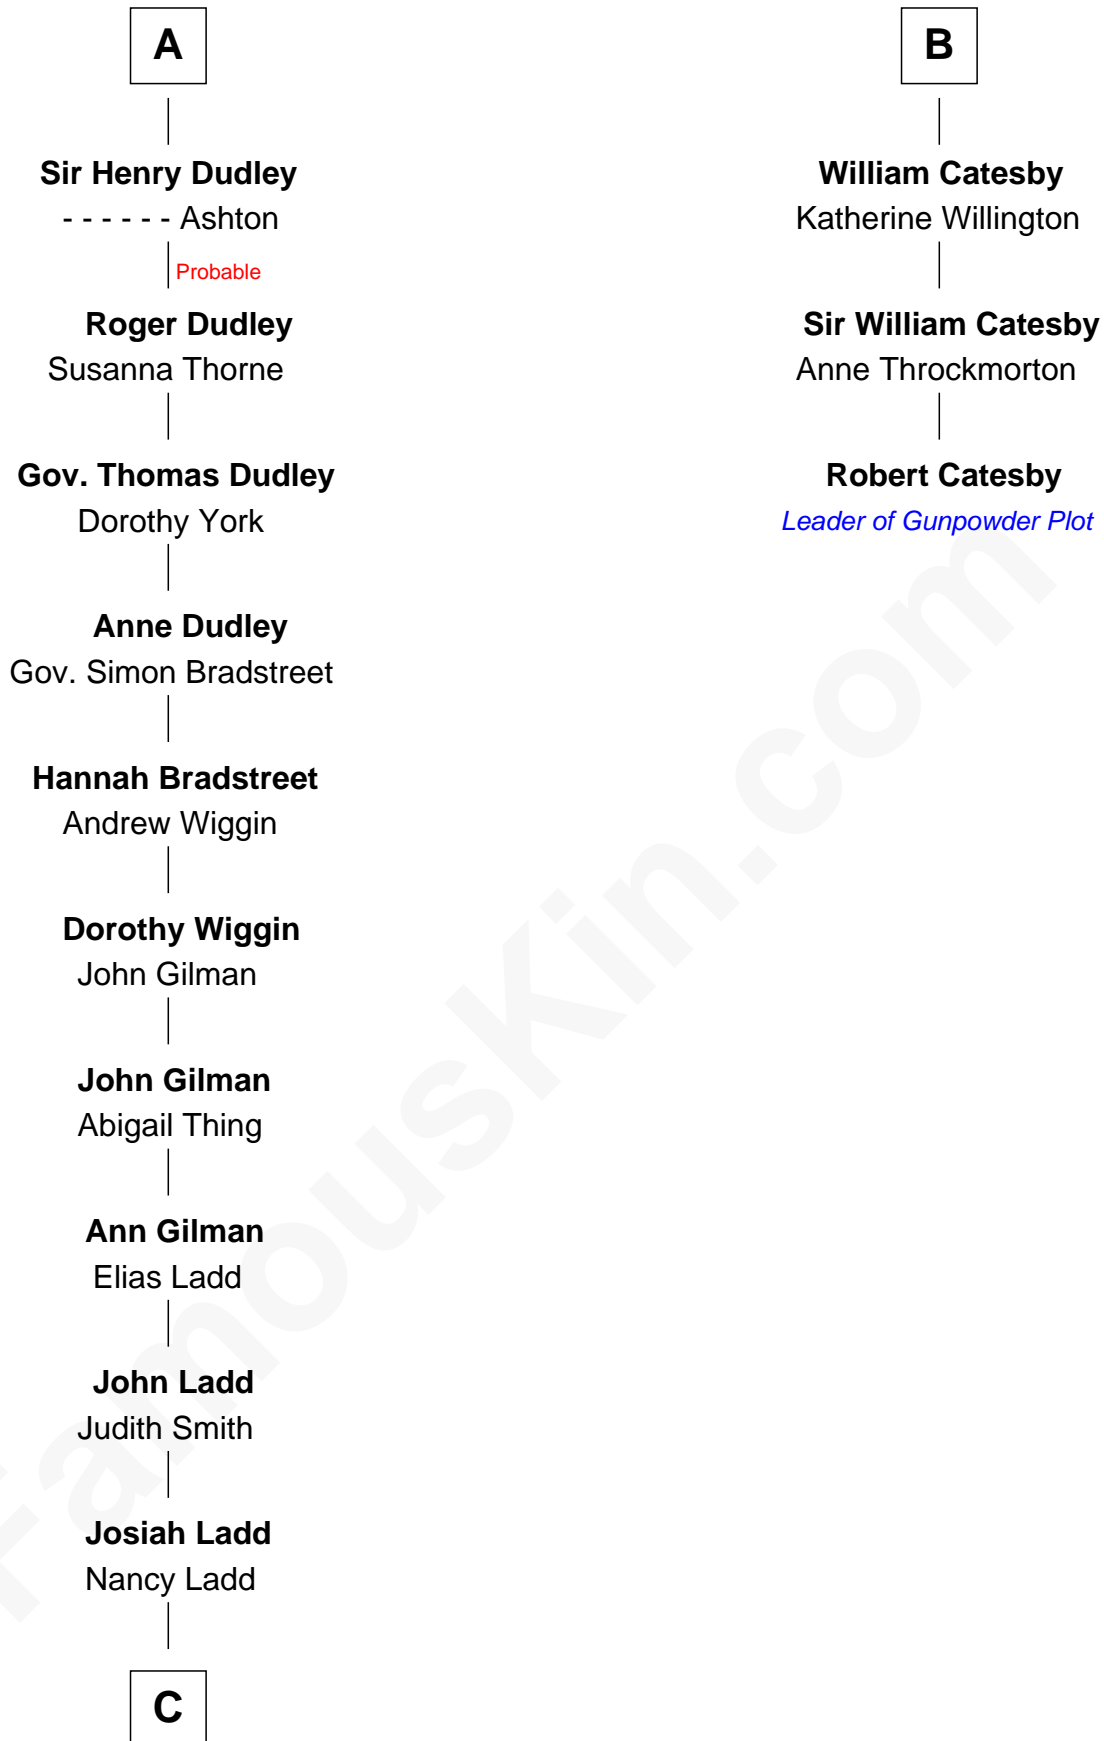 A
Sir Henry Dudley
- - - - - - Ashton
Probable
Roger Dudley
Susanna Thorne
Gov. Thomas Dudley
Dorothy York
Anne Dudley
Gov. Simon Bradstreet
Hannah Bradstreet
Andrew Wiggin
Dorothy Wiggin
John Gilman
John Gilman
Abigail Thing
Ann Gilman
Elias Ladd
John Ladd
Judith Smith
Josiah Ladd
Nancy Ladd
C
B
William Catesby
Katherine Willington
Sir William Catesby
Anne Throckmorton
Robert Catesby
Leader of Gunpowder Plot
FamousKin.com